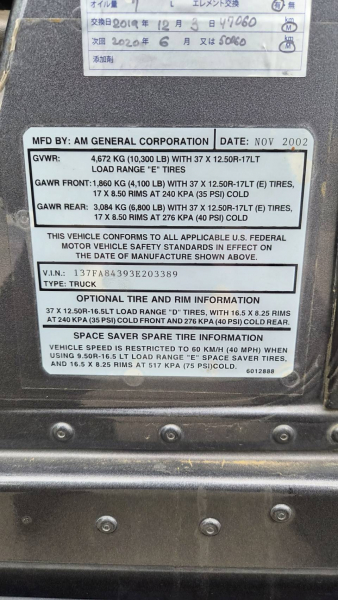 オイル量 7 L エレメント交換 有・無
交換日 2019 年 12 月 3 日 47060 km M
次回 2020 年 6 月 又は 50060 km M
添加剤
MFD BY: AM GENERAL CORPORATION DATE: NOV 2002
GVWR: 4,672 KG (10,300 LB) WITH 37 X 12.50R-17LT
LOAD RANGE "E" TIRES
GAWR FRONT: 1,860 KG (4,100 LB) WITH 37 X 12.50R-17LT (E) TIRES,
17 X 8.50 RIMS AT 240 KPA (35 PSI) COLD
GAWR REAR: 3,084 KG (6,800 LB) WITH 37 X 12.50R-17LT (E) TIRES,
17 X 8.50 RIMS AT 276 KPA (40 PSI) COLD
THIS VEHICLE CONFORMS TO ALL APPLICABLE U.S. FEDERAL
MOTOR VEHICLE SAFETY STANDARDS IN EFFECT ON
THE DATE OF MANUFACTURE SHOWN ABOVE.
V.I.N.: 137FA84393E203389
TYPE: TRUCK
OPTIONAL TIRE AND RIM INFORMATION
37 X 12.50R-16.5LT LOAD RANGE "D" TIRES, WITH 16.5 X 8.25 RIMS
AT 240 KPA (35 PSI) COLD FRONT AND 276 KPA (40 PSI) COLD REAR.
SPACE SAVER SPARE TIRE INFORMATION
VEHICLE SPEED IS RESTRICTED TO 60 KM/H (40 MPH) WHEN
USING 9.50R-16.5 LT LOAD RANGE "E" SPACE SAVER TIRES,
AND 16.5 X 8.25 RIMS AT 517 KPA (75 PSI)COLD.
6012888